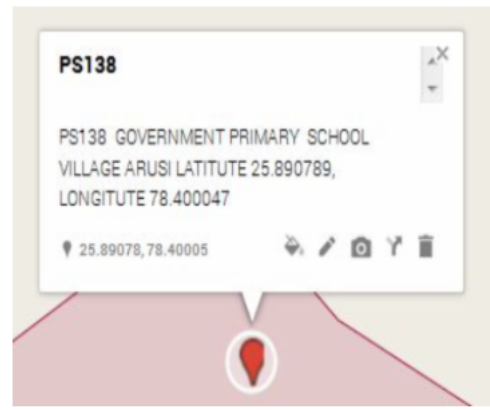 PS138
PS138 GOVERNMENT PRIMARY SCHOOL
VILLAGE ARUSI LATITUTE 25.890789,
LONGITUTE 78.400047
25.89078,78.40005